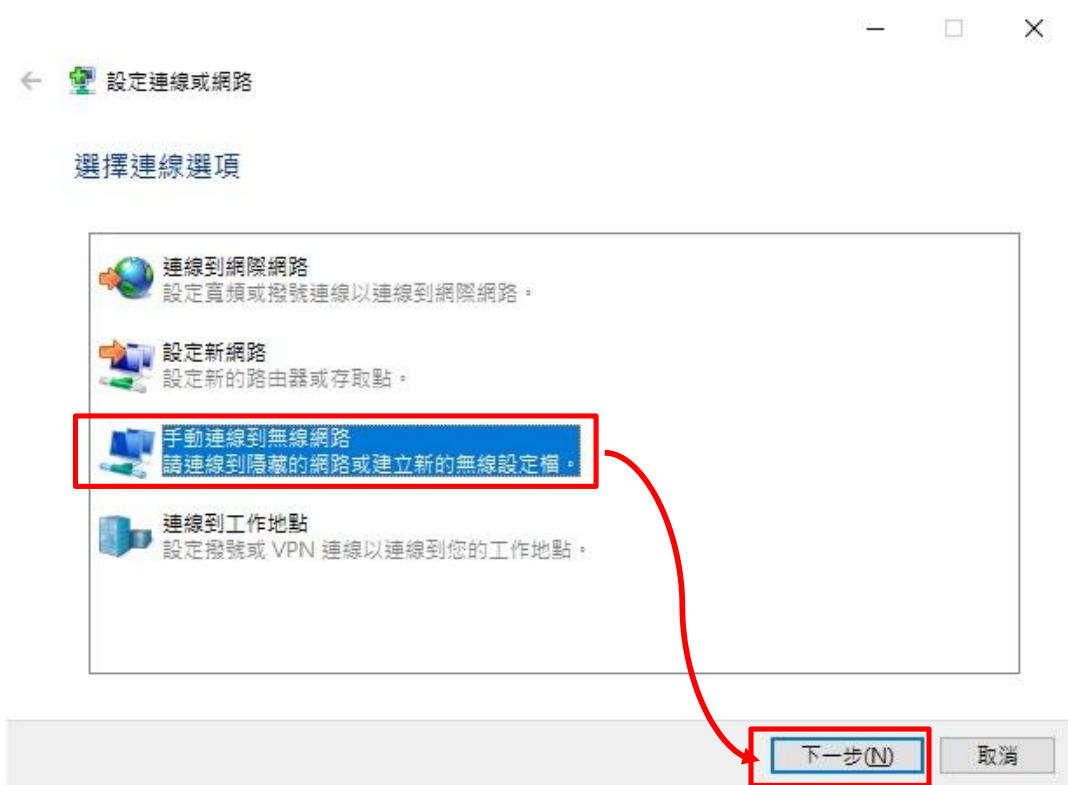 設定連線或網路
選擇連線選項
連線到網際網路
設定寬頻或撥號連線以連線到網際網路。
設定新網路
設定新的路由器或存取點。
手動連線到無線網路
請連線到隱藏的網路或建立新的無線設定檔。
連線到工作地點
設定撥號或 VPN 連線以連線到您的工作地點。
下一步(N)
取消